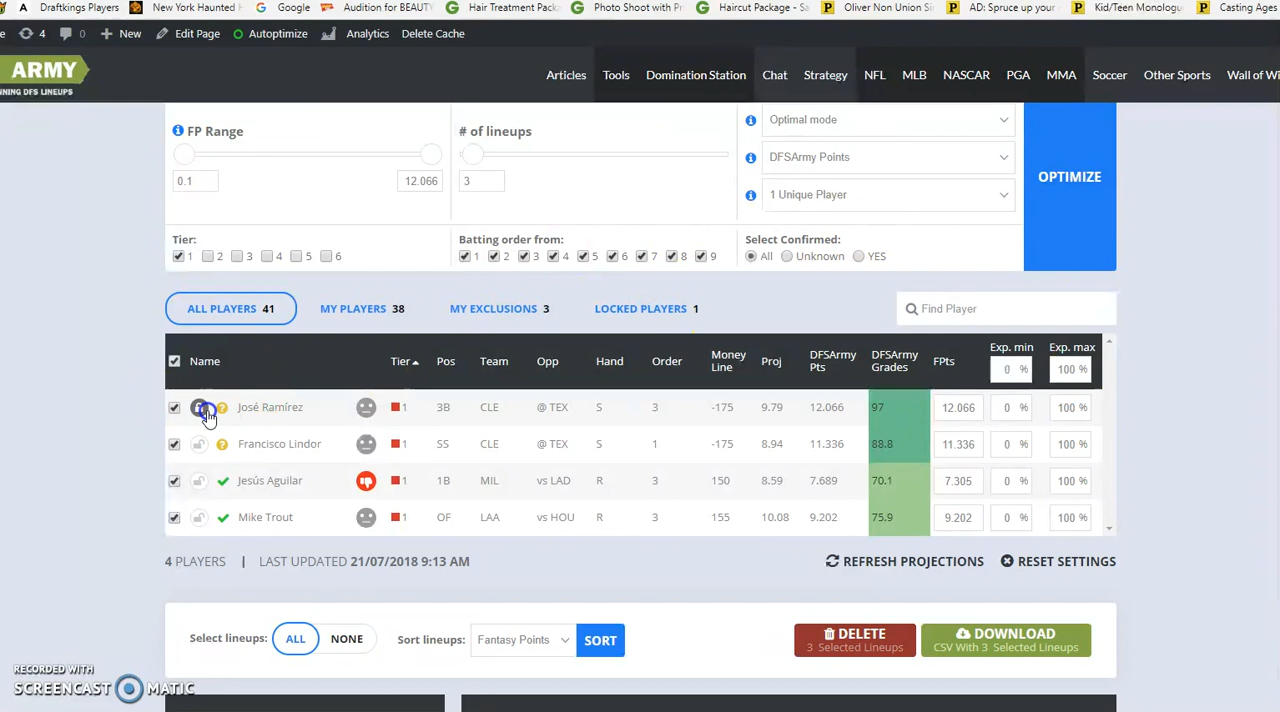 Draftkings Players New York Haunted H Google Audition for BEAUTY Hair Treatment Packa Photo Shoot with Pr Haircut Package - Sa Oliver Non Union Si AD: Spruce up your Kid/Teen Monologu Casting Ages
e 4 0 New Edit Page Autoptimize Analytics Delete Cache
ARMY
NNING DFS LINEUPS
Articles Tools Domination Station Chat Strategy NFL MLB NASCAR PGA MMA Soccer Other Sports Wall of Wi
FP Range # of lineups Optimal mode
DFSArmy Points
0.1 12.066 3 1 Unique Player
OPTIMIZE
Tier: Batting order from: Select Confirmed:
1 2 3 4 5 6 1 2 3 4 5 6 7 8 9 All Unknown YES
ALL PLAYERS 41 MY PLAYERS 38 MY EXCLUSIONS 3 LOCKED PLAYERS 1 Find Player
Name Tier Pos Team Opp Hand Order Money Line Proj DFSArmy Pts DFSArmy Grades FPts Exp. min 0 % Exp. max 100 %
José Ramírez 1 3B CLE @ TEX S 3 -175 9.79 12.066 97 12.066 0 % 100 %
Francisco Lindor 1 SS CLE @ TEX S 1 -175 8.94 11.336 88.8 11.336 0 % 100 %
Jesús Aguilar 1 1B MIL vs LAD R 3 150 8.59 7.689 70.1 7.305 0 % 100 %
Mike Trout 1 OF LAA vs HOU R 3 155 10.08 9.202 75.9 9.202 0 % 100 %
4 PLAYERS | LAST UPDATED 21/07/2018 9:13 AM REFRESH PROJECTIONS RESET SETTINGS
Select lineups: ALL NONE Sort lineups: Fantasy Points SORT
DELETE
3 Selected Lineups
DOWNLOAD
CSV With 3 Selected Lineups
RECORDED WITH
SCREENCAST MATIC